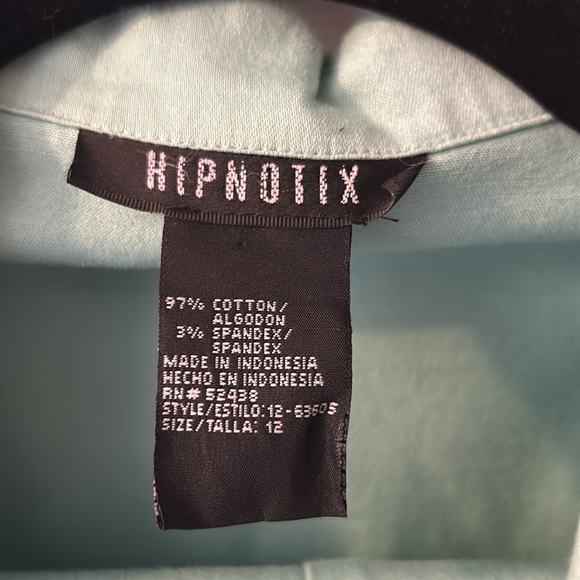 HIPNOTIX
97% COTTON/
ALGODON
3% SPANDEX/
SPANDEX
MADE IN INDONESIA
HECHO EN INDONESIA
RN# 52438
STYLE/ESTILO: 12-63605
SIZE/TALLA: 12